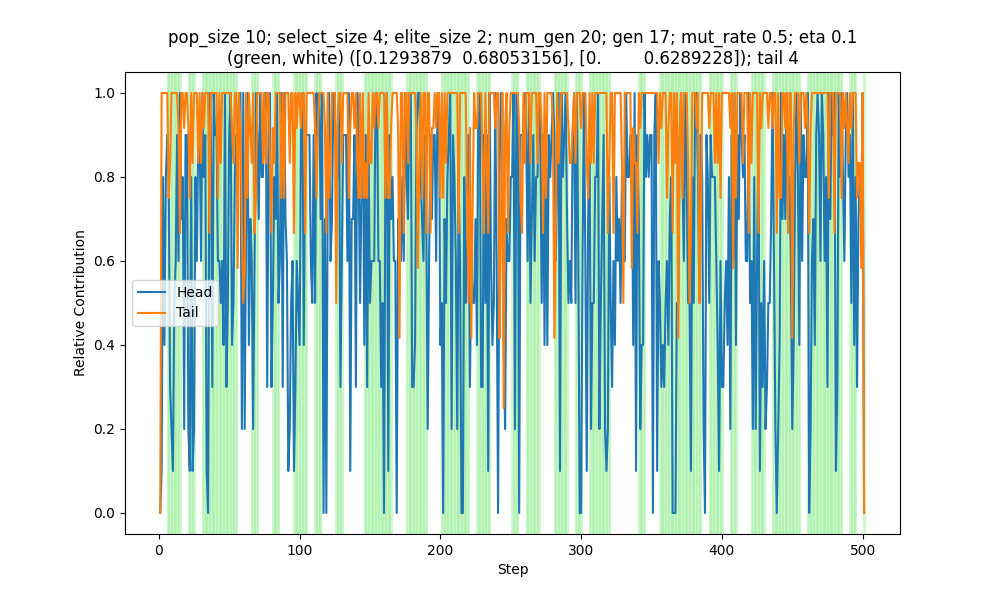 pop_size 10; select_size 4; elite_size 2; num_gen 20; gen 17; mut_rate 0.5; eta 0.1
(green, white) ([0.1293879  0.68053156], [0.        0.6289228]); tail 4
1.0
0.8
0.6
0.4
0.2
0.0
Relative Contribution
Head
Tail
0
100
200
300
400
500
Step